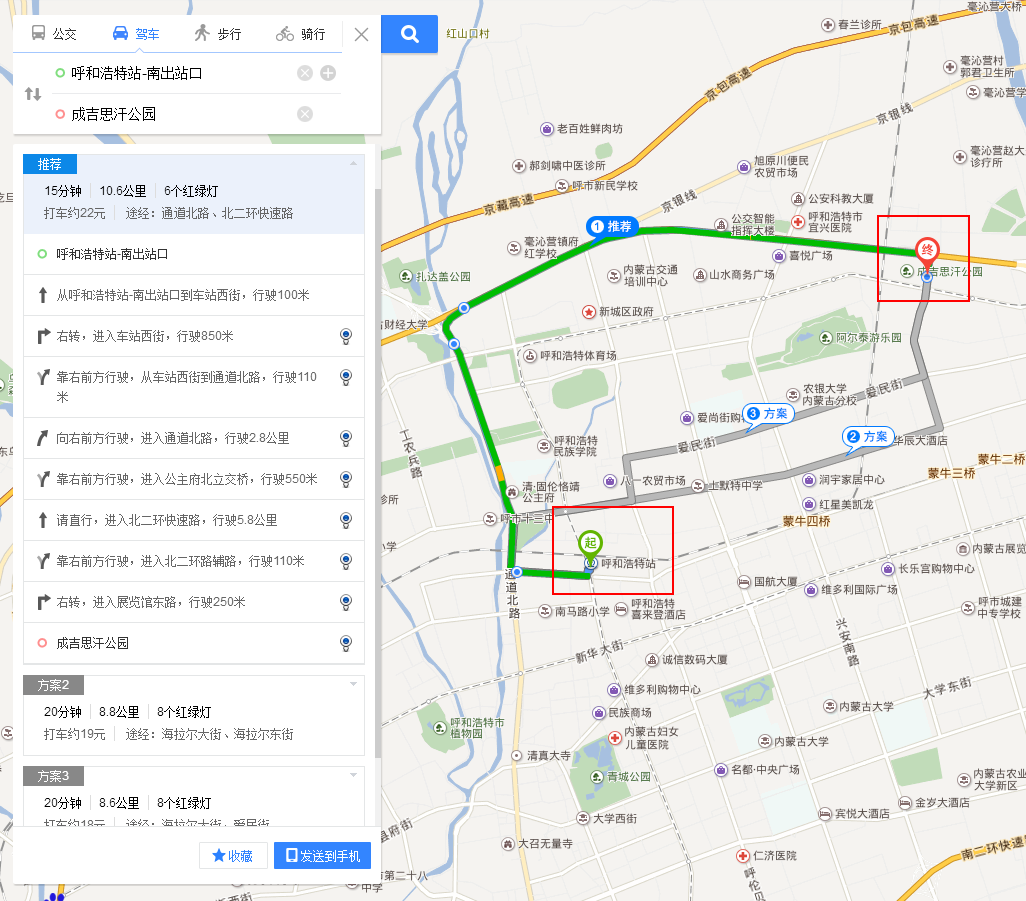 公交
驾车
步行
骑行
呼和浩特站-南出站口
成吉思汗公园
推荐
15分钟
10.6公里
6个红绿灯
打车约22元
途经：通道北路、北二环快速路
呼和浩特站-南出站口
从呼和浩特站-南出站口到车站西街，行驶100米
右转，进入车站西街，行驶850米
靠右前方行驶，从车站西街到通道北路，行驶110
米
向右前方行驶，进入通道北路，行驶2.8公里
靠右前方行驶，进入公主府北立交桥，行驶550米
请直行，进入北二环快速路，行驶5.8公里
靠右前方行驶，进入北二环路辅路，行驶110米
右转，进入展览馆东路，行驶250米
成吉思汗公园
方案2
20分钟
8.8公里
8个红绿灯
打车约19元
途经：海拉尔大街、海拉尔东街
方案3
20分钟
8.6公里
8个红绿灯
打车约18元
途经：海拉尔大街、爱民街
收藏
发送到手机
红山口村
毫沁营大桥
春兰诊所
京包高速
毫沁营村
郭君卫生所
毫沁营学
京包高速
京银线
老百姓鲜肉坊
郝剑啸中医诊所
呼市新民学校
旭原川便民
农贸市场
毫沁营赵大
诊疗所
京藏高速
京银线
公安科教大厦
公交智能
指挥大楼
呼和浩特市
宜兴医院
1 推荐
毫沁营镇府
红学校
喜悦广场
终
成吉思汗公园
扎达盖公园
内蒙古交通
培训中心
山水商务广场
新城区政府
财经大学
阿尔泰游乐园
呼和浩特体育场
农银大学
内蒙古分校
爱民街
爱尚街购
3 方案
2 方案
华辰大酒店
爱民街
工农兵路
呼和浩特
民族学院
蒙牛二桥
蒙牛三桥
八一农贸市场
土默特中学
润宇家居中心
清·固伦恪靖
公主府
红星美凯龙
蒙牛四桥
诊所
呼市十三中
小学
起
呼和浩特站
内蒙古展览
长乐宫购物中心
国航大厦
维多利国际广场
通道北路
南马路小学
呼和浩特
喜来登酒店
呼市城建
中专学校
兴安南路
新华大街
诚信数码大厦
维多利购物中心
大学东街
民族商场
内蒙古大学
呼和浩特市
植物园
内蒙古妇女
儿童医院
内蒙古大学
清真大寺
青城公园
名都·中央广场
内蒙古农业
大学新区
金岁大酒店
宾悦大酒店
大学西街
县府街
大召无量寺
仁济医院
南二环快速
市第二十八
中学
呼伦贝